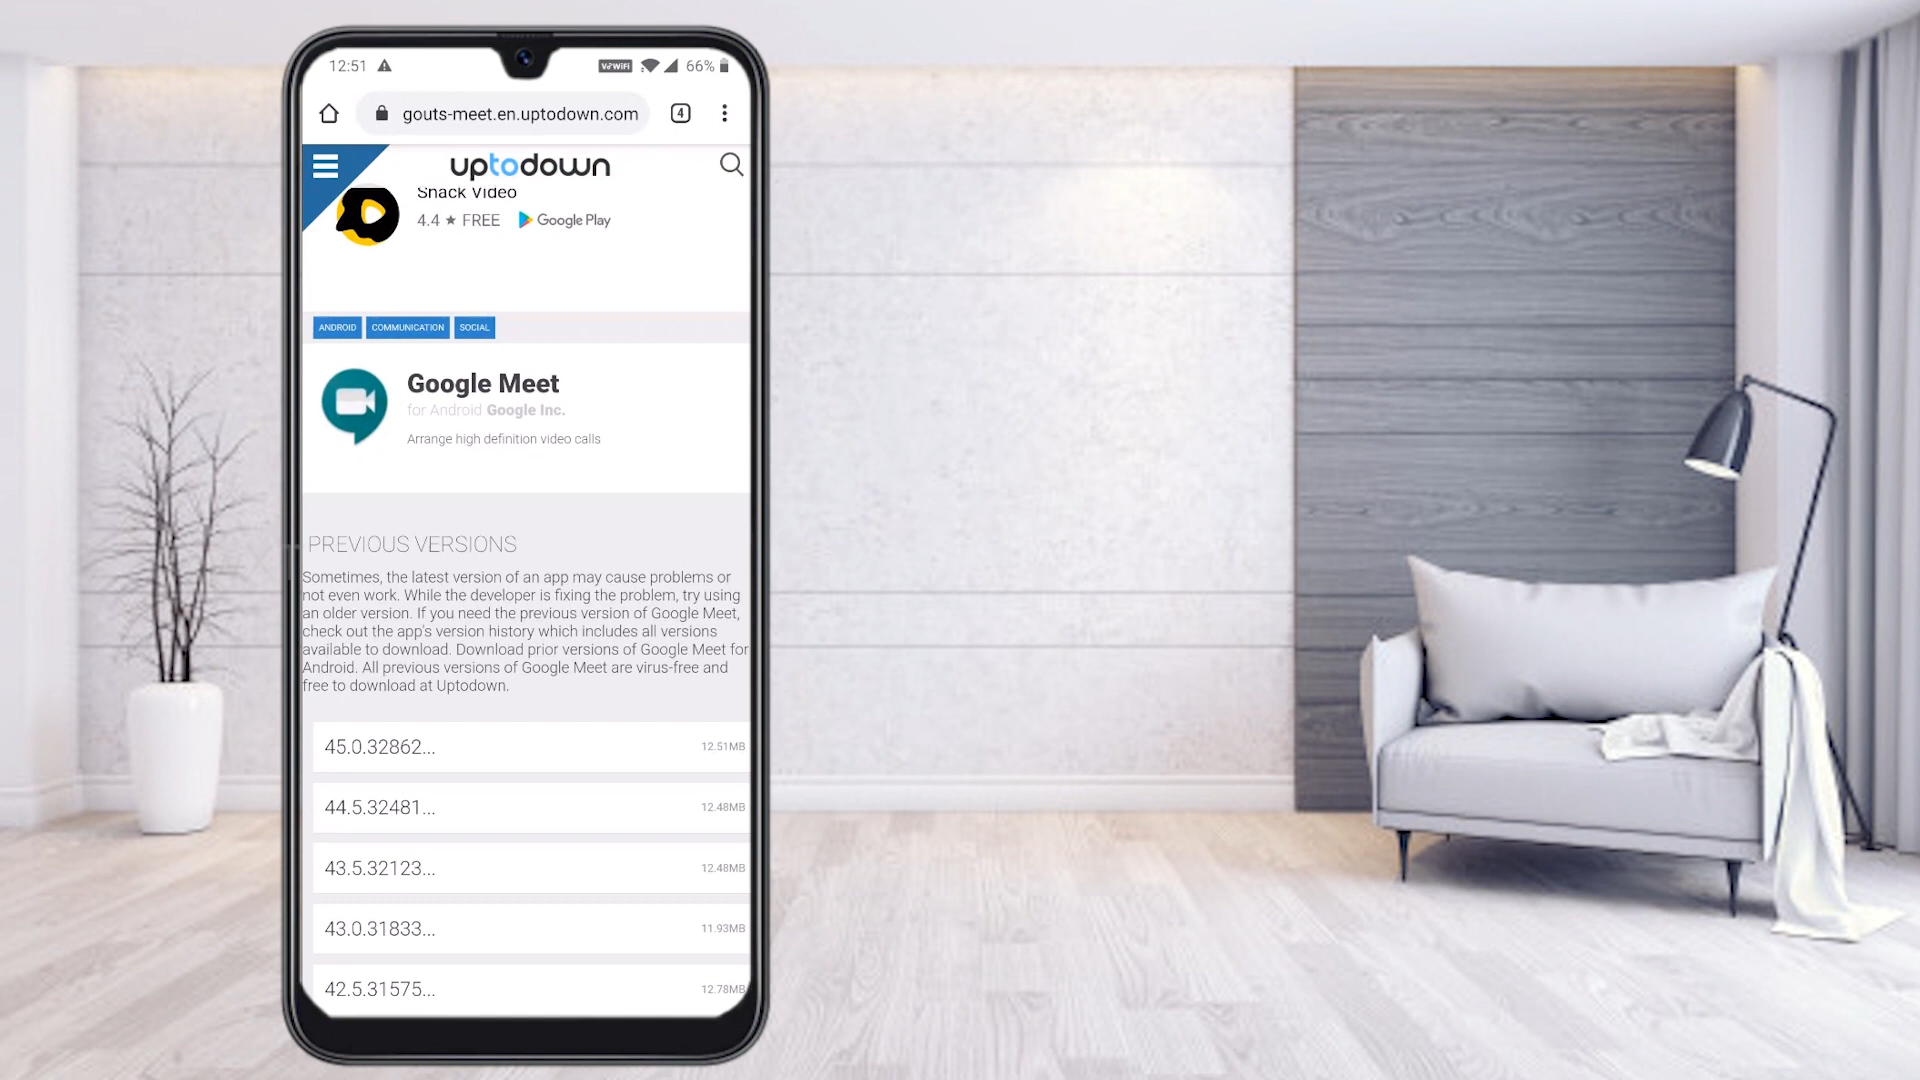 12:51
VoWiFi
66%
gouts-meet.en.uptodown.com
4
uptodown
Snack Video
4.4 ★ FREE Google Play
ANDROID COMMUNICATION SOCIAL
Google Meet
for Android Google Inc.
Arrange high definition video calls
PREVIOUS VERSIONS
Sometimes, the latest version of an app may cause problems or
not even work. While the developer is fixing the problem, try using
an older version. If you need the previous version of Google Meet,
check out the app's version history which includes all versions
available to download. Download prior versions of Google Meet for
Android. All previous versions of Google Meet are virus-free and
free to download at Uptodown.
45.0.32862... 12.51MB
44.5.32481... 12.48MB
43.5.32123... 12.48MB
43.0.31833... 11.93MB
42.5.31575... 12.78MB